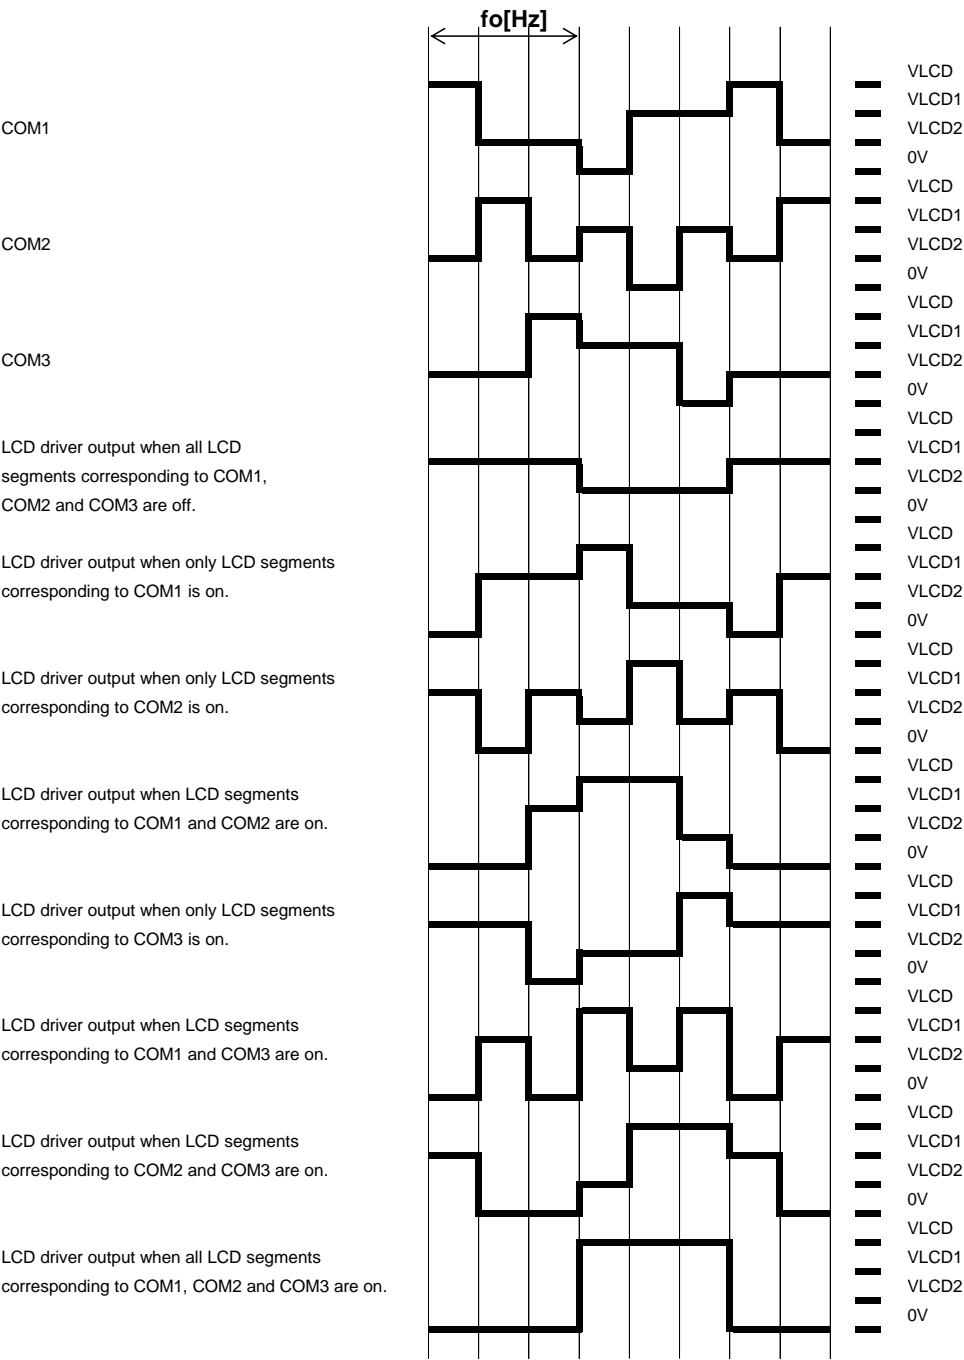 fo[Hz]
VLCD
VLCD1
COM1
VLCD2
0V
VLCD
VLCD1
COM2
VLCD2
0V
VLCD
VLCD1
COM3
VLCD2
0V
VLCD
LCD driver output when all LCD
VLCD1
segments corresponding to COM1,
VLCD2
COM2 and COM3 are off.
0V
VLCD
LCD driver output when only LCD segments
VLCD1
corresponding to COM1 is on.
VLCD2
0V
VLCD
LCD driver output when only LCD segments
VLCD1
corresponding to COM2 is on.
VLCD2
0V
VLCD
LCD driver output when LCD segments
VLCD1
corresponding to COM1 and COM2 are on.
VLCD2
0V
VLCD
LCD driver output when only LCD segments
VLCD1
corresponding to COM3 is on.
VLCD2
0V
VLCD
LCD driver output when LCD segments
VLCD1
corresponding to COM1 and COM3 are on.
VLCD2
0V
VLCD
LCD driver output when LCD segments
VLCD1
corresponding to COM2 and COM3 are on.
VLCD2
0V
VLCD
LCD driver output when all LCD segments
VLCD1
corresponding to COM1, COM2 and COM3 are on.
VLCD2
0V